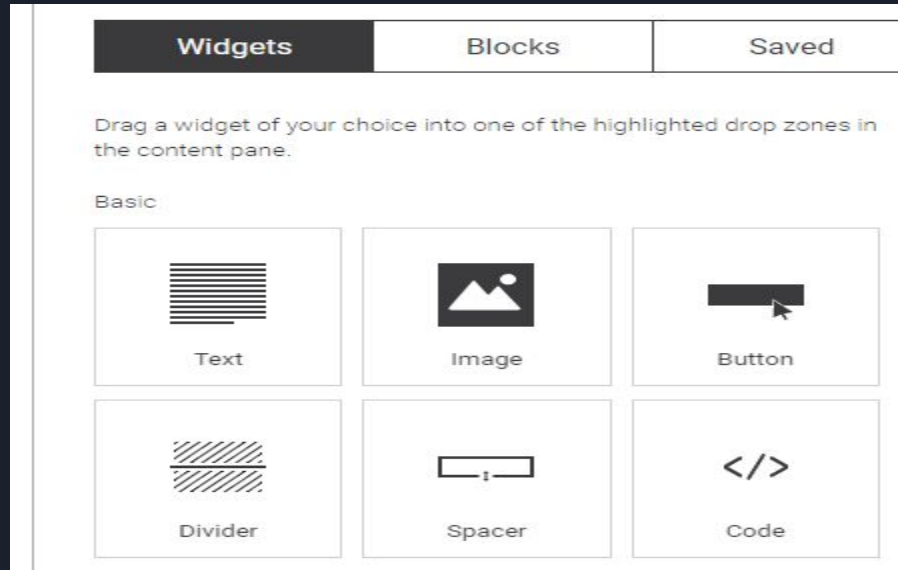 Widgets Blocks Saved
Drag a widget of your choice into one of the highlighted drop zones in
the content pane.
Basic
Text Image Button
</> 
Divider Spacer Code